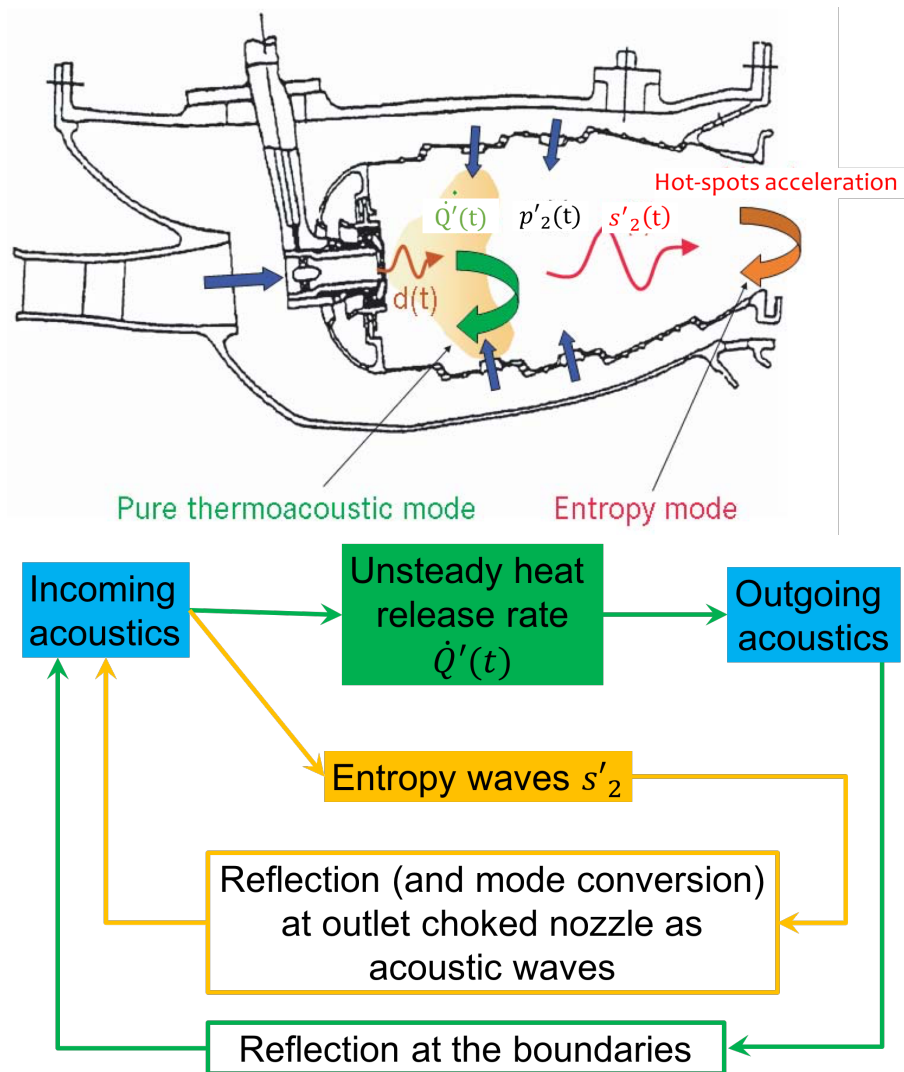 Hot-spots acceleration
Q̇′(t)
p′₂(t)
s′₂(t)
d(t)
Pure thermoacoustic mode
Entropy mode
Incoming
acoustics
Unsteady heat
release rate
Q̇′(t)
Outgoing
acoustics
Entropy waves s′₂
Reflection (and mode conversion)
at outlet choked nozzle as
acoustic waves
Reflection at the boundaries